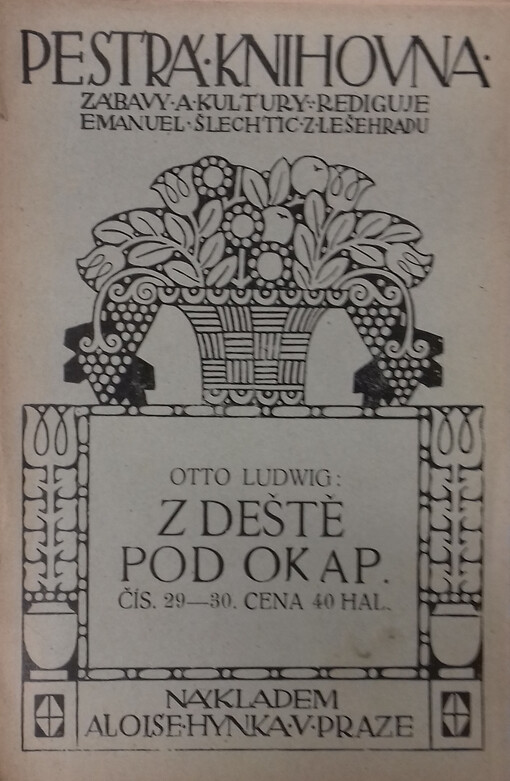 PESTRÁ·KNIHOVNA·
ZÁBAVY·A·KULTURY·:·REDIGUJE
EMANUEL·ŠLECHTIC·Z·LEŠEHRADU
OTTO LUDWIG:
Z DEŠTĚ
POD OKAP.
ČÍS. 29—30. CENA 40 HAL.
NÁKLADEM
ALOISE·HYNKA·V·PRAZE